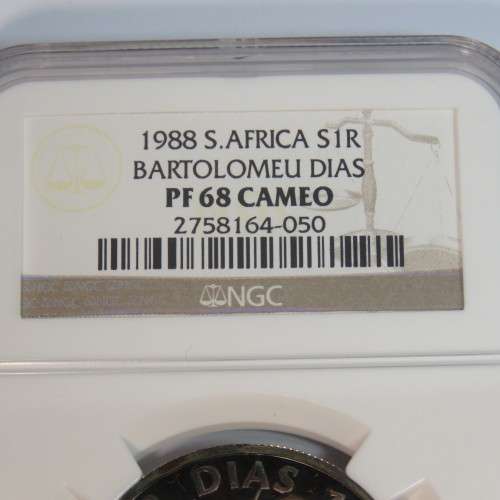 1988 S.AFRICA S1R
BARTOLOMEU DIAS
PF 68 CAMEO
2758164-050
NGC
DIAS